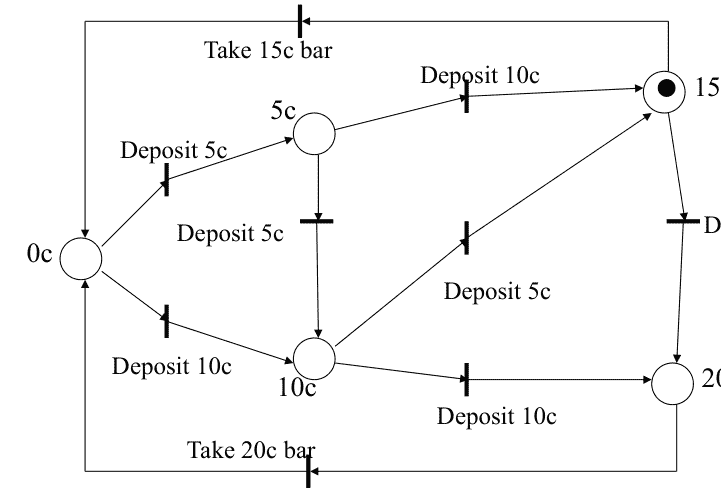 Take 15c bar
Deposit 10c
15
5c
Deposit 5c
Deposit 5c
D
0c
Deposit 5c
Deposit 10c
10c
20
Deposit 10c
Take 20c bar